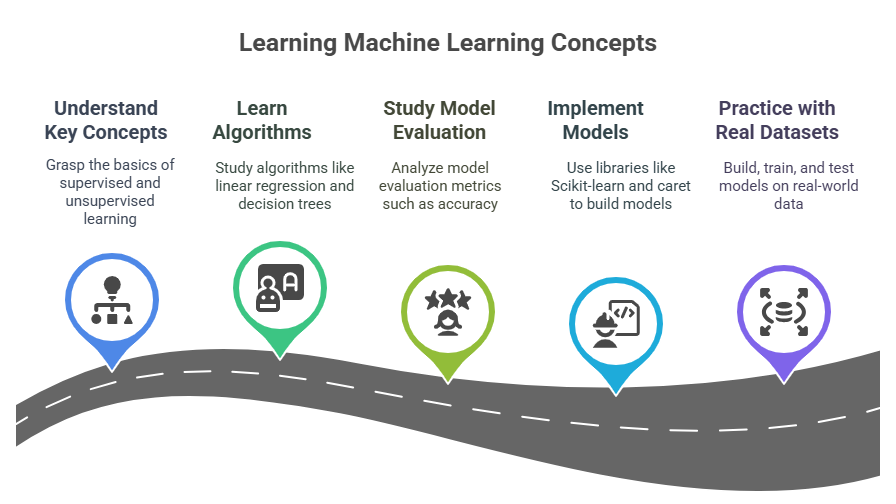 Learning Machine Learning Concepts
Understand
Key Concepts
Grasp the basics of
supervised and
unsupervised
learning
Learn
Algorithms
Study algorithms like
linear regression and
decision trees
Study Model
Evaluation
Analyze model
evaluation metrics
such as accuracy
Implement
Models
Use libraries like
Scikit-learn and caret
to build models
Practice with
Real Datasets
Build, train, and test
models on real-world
data
A